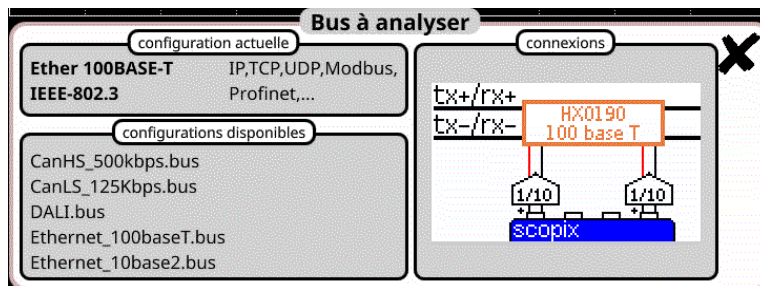 Bus à analyser
configuration actuelle
Ether 100BASE-T IP,TCP,UDP,Modbus,
IEEE-802.3 Profinet,...
configurations disponibles
CanHS_500kbps.bus
CanLS_125Kbps.bus
DALI.bus
Ethernet_100baseT.bus
Ethernet_10base2.bus
connexions
tx+/rx+
tx-/rx-
HX0190
100 base T
1/10 1/10
+ +
scopix